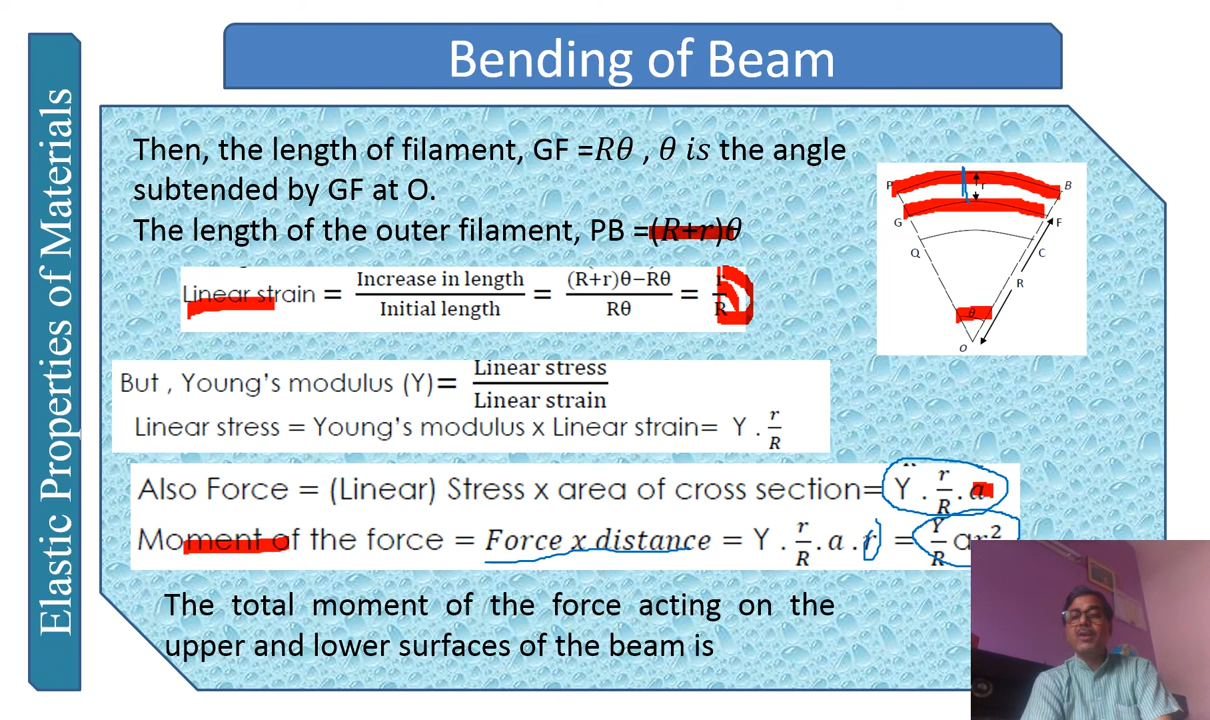 Bending of Beam
Elastic Properties of Materials
Then, the length of filament, GF =Rθ , θ is the angle
subtended by GF at O.
The length of the outer filament, PB =(R+r)θ
Linear strain = Increase in length / Initial length = (R+r)θ−Rθ / Rθ = r / R
But , Young's modulus (Y)= Linear stress / Linear strain
Linear stress = Young's modulus x Linear strain= Y . r/R
Also Force = (Linear) Stress x area of cross section= Y . r/R . a
Moment of the force = Force x distance = Y . r/R . a . r = Y/R ar²
The total moment of the force acting on the
upper and lower surfaces of the beam is
P
r
B
G
F
Q
C
R
θ
O